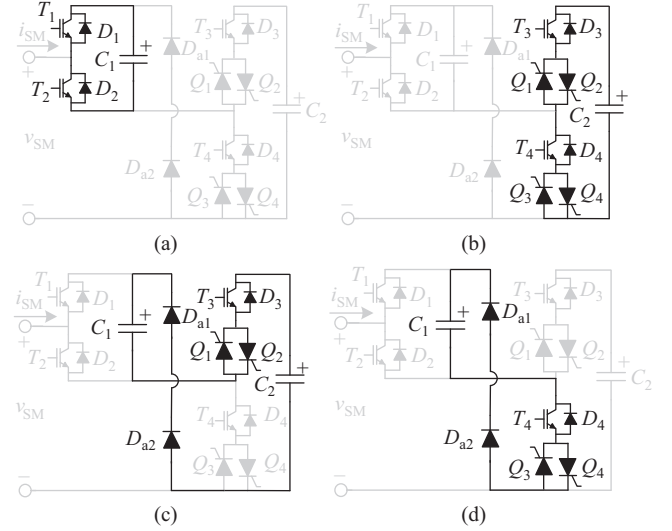 T1
iSM
D1
+
C1
+
T2
D2
Da1
T3
D3
Q1
Q2
+
C2
vSM
T4
D4
Da2
Q3
Q4
−
(a)
T1
iSM
D1
+
C1
+
T2
D2
Da1
T3
D3
Q1
Q2
+
C2
vSM
T4
D4
Da2
Q3
Q4
−
(b)
T1
iSM
D1
+
C1
+
T2
D2
Da1
T3
D3
Q1
Q2
+
C2
vSM
T4
D4
Da2
Q3
Q4
−
(c)
T1
iSM
D1
+
C1
+
T2
D2
Da1
T3
D3
Q1
Q2
+
C2
vSM
T4
D4
Da2
Q3
Q4
−
(d)